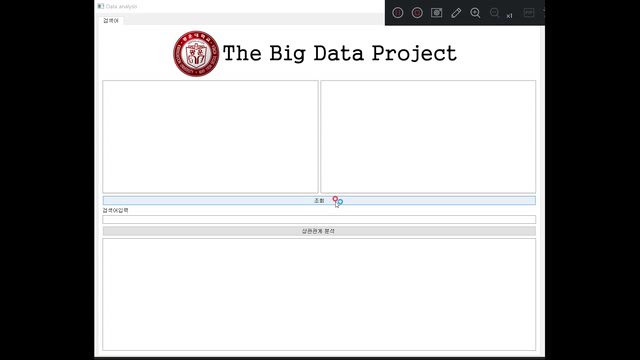 Data analysis
검색어
The Big Data Project
조회
검색어입력
상관관계 분석
x1